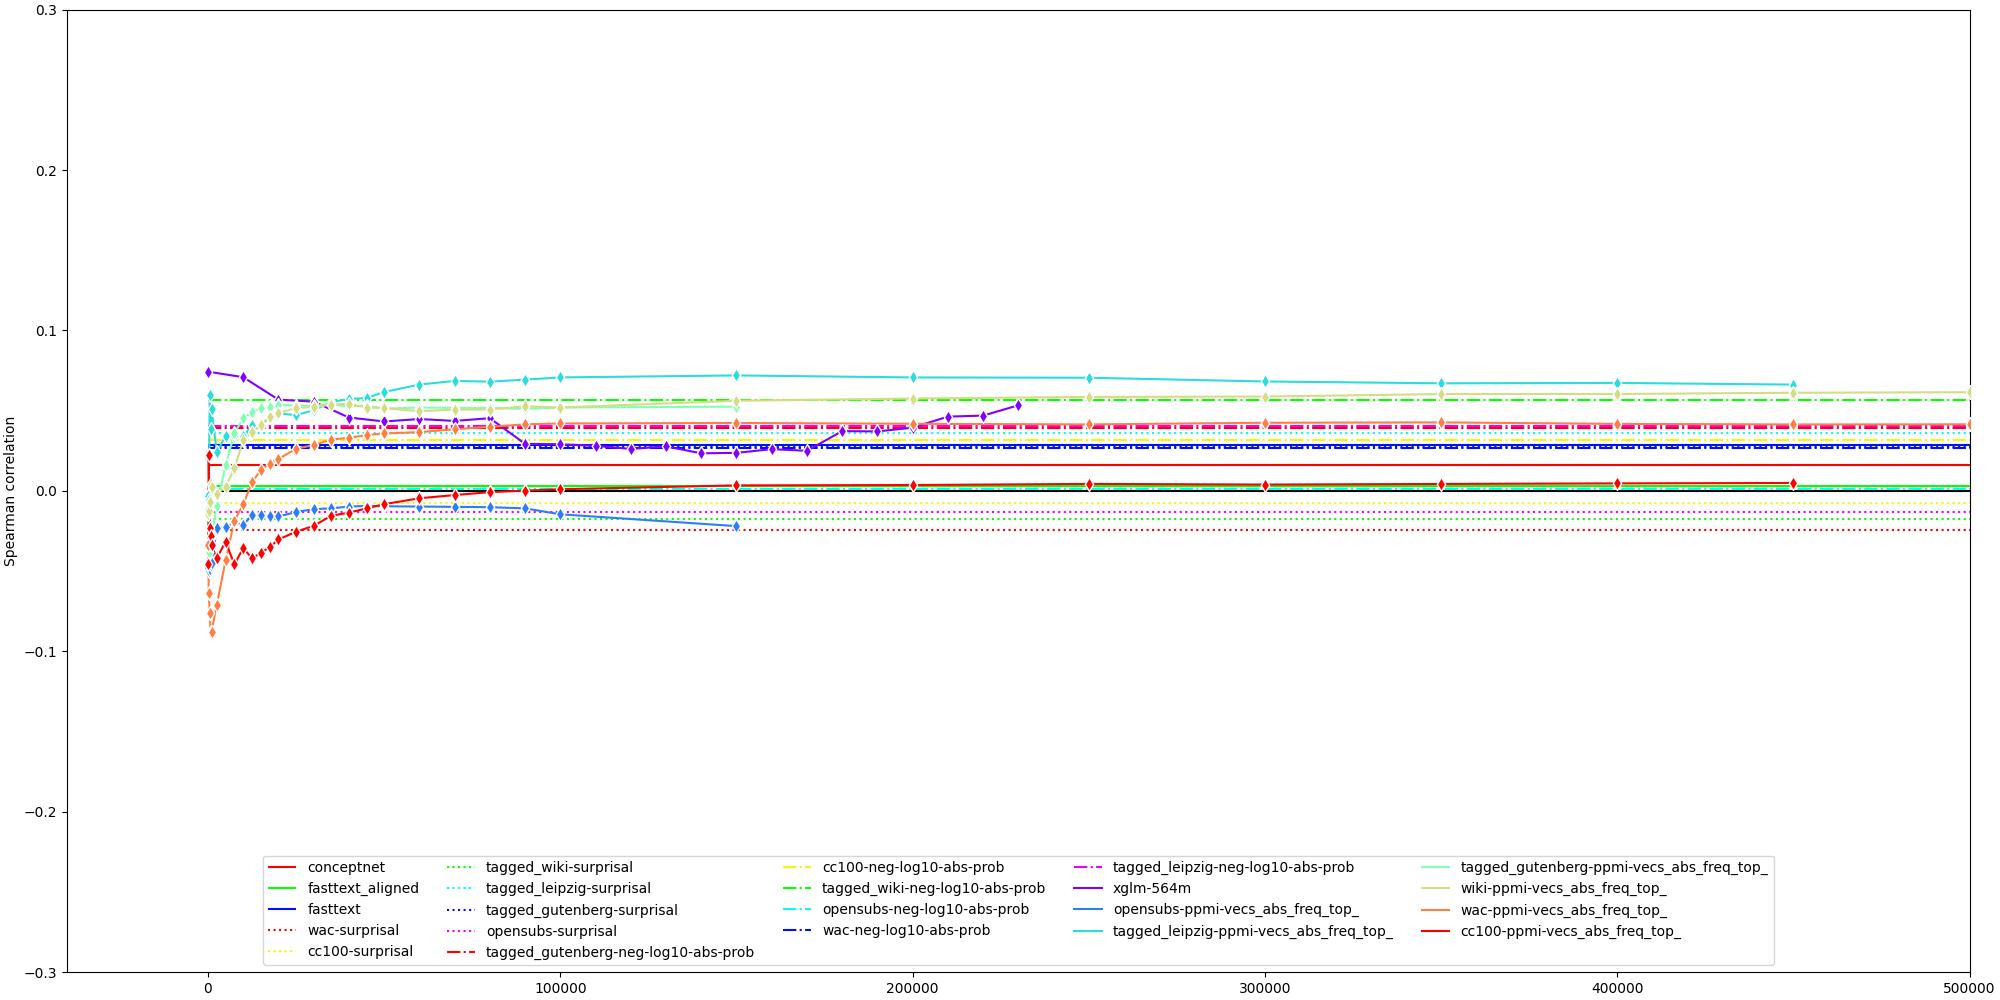 0.3
0.2
0.1
0.0
−0.1
−0.2
−0.3
Spearman correlation
0
100000
200000
300000
400000
500000
conceptnet
fasttext_aligned
fasttext
wac-surprisal
cc100-surprisal
tagged_wiki-surprisal
tagged_leipzig-surprisal
tagged_gutenberg-surprisal
opensubs-surprisal
tagged_gutenberg-neg-log10-abs-prob
cc100-neg-log10-abs-prob
tagged_wiki-neg-log10-abs-prob
opensubs-neg-log10-abs-prob
wac-neg-log10-abs-prob
tagged_leipzig-neg-log10-abs-prob
xglm-564m
opensubs-ppmi-vecs_abs_freq_top_
tagged_leipzig-ppmi-vecs_abs_freq_top_
tagged_gutenberg-ppmi-vecs_abs_freq_top_
wiki-ppmi-vecs_abs_freq_top_
wac-ppmi-vecs_abs_freq_top_
cc100-ppmi-vecs_abs_freq_top_